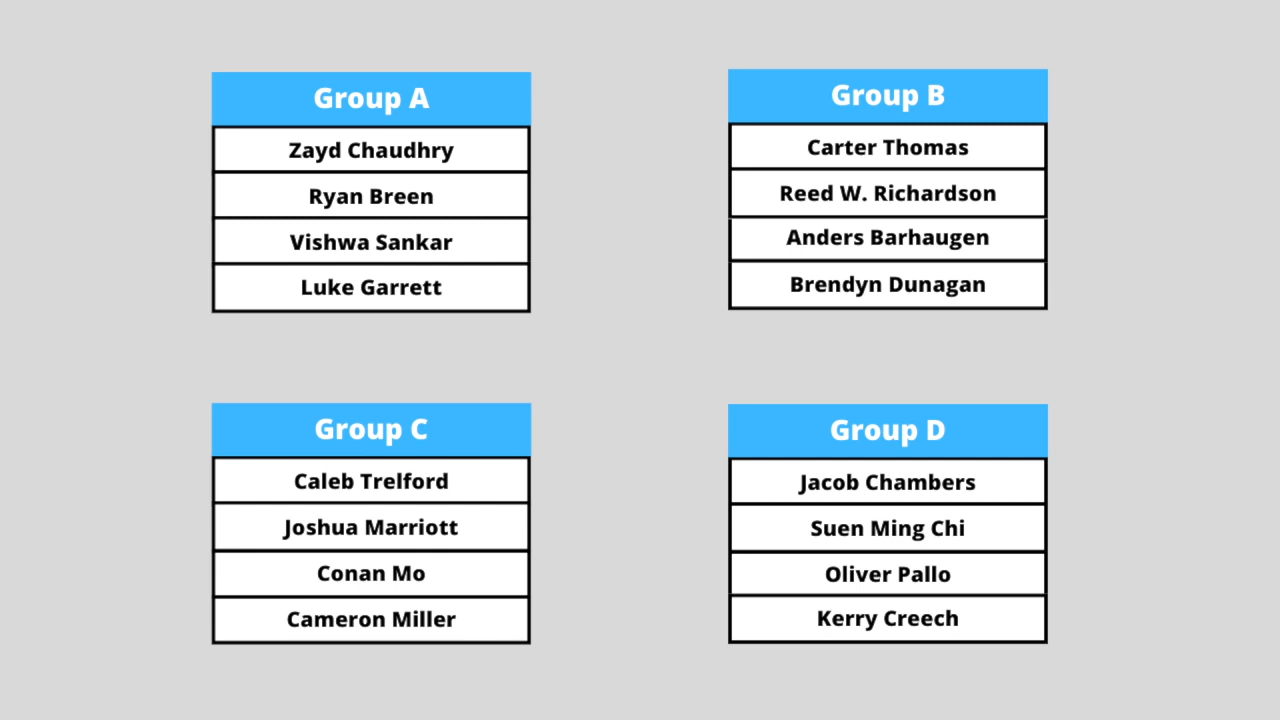 Group A
Zayd Chaudhry
Ryan Breen
Vishwa Sankar
Luke Garrett
Group B
Carter Thomas
Reed W. Richardson
Anders Barhaugen
Brendyn Dunagan
Group C
Caleb Trelford
Joshua Marriott
Conan Mo
Cameron Miller
Group D
Jacob Chambers
Suen Ming Chi
Oliver Pallo
Kerry Creech